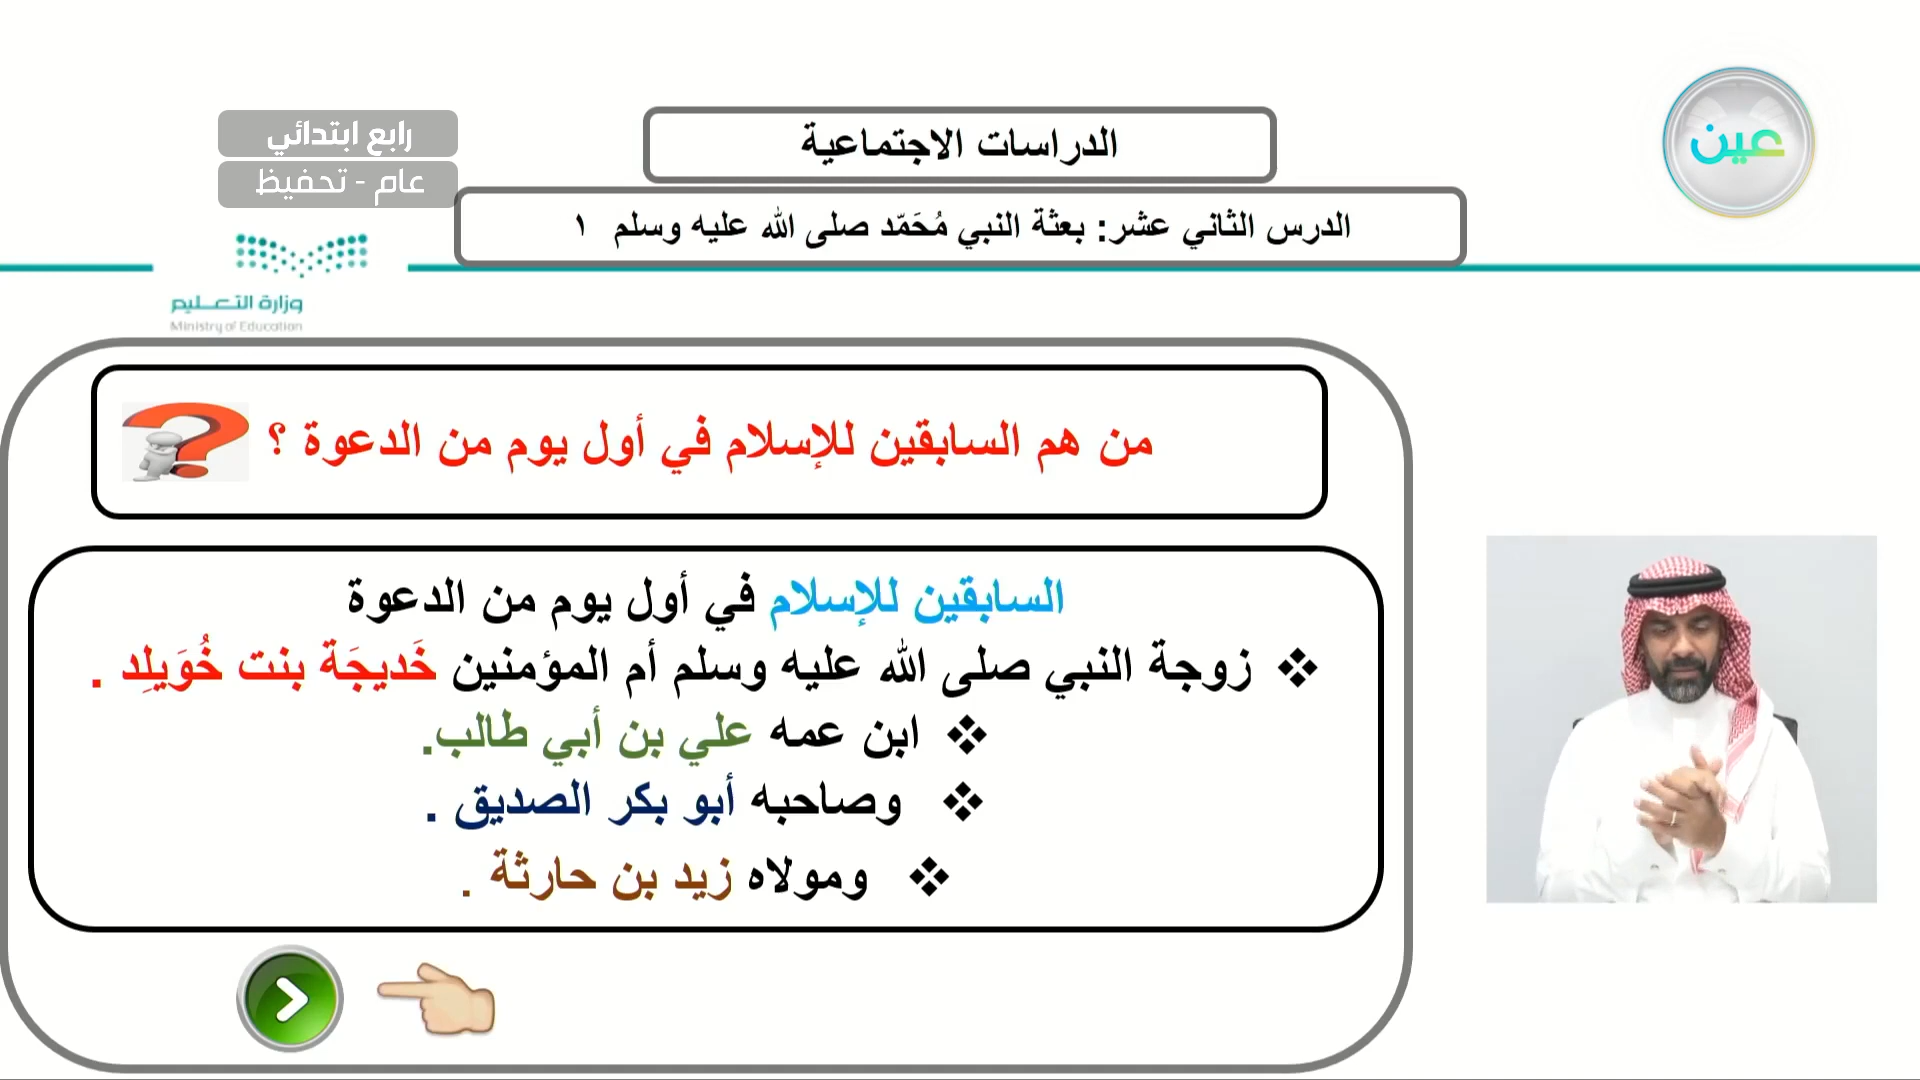 رابع ابتدائي
عام - تحفيظ
الدراسات الاجتماعية
عين
الدرس الثاني عشر: بعثة النبي مُحَمّد صلى الله عليه وسلم ١
وزارة التعليم
Ministry of Education
من هم السابقين للإسلام في أول يوم من الدعوة ؟
السابقين للإسلام في أول يوم من الدعوة
❖ زوجة النبي صلى الله عليه وسلم أم المؤمنين خَديجَة بنت خُوَيلِد .
❖ ابن عمه علي بن أبي طالب.
❖ وصاحبه أبو بكر الصديق .
❖ ومولاه زيد بن حارثة .